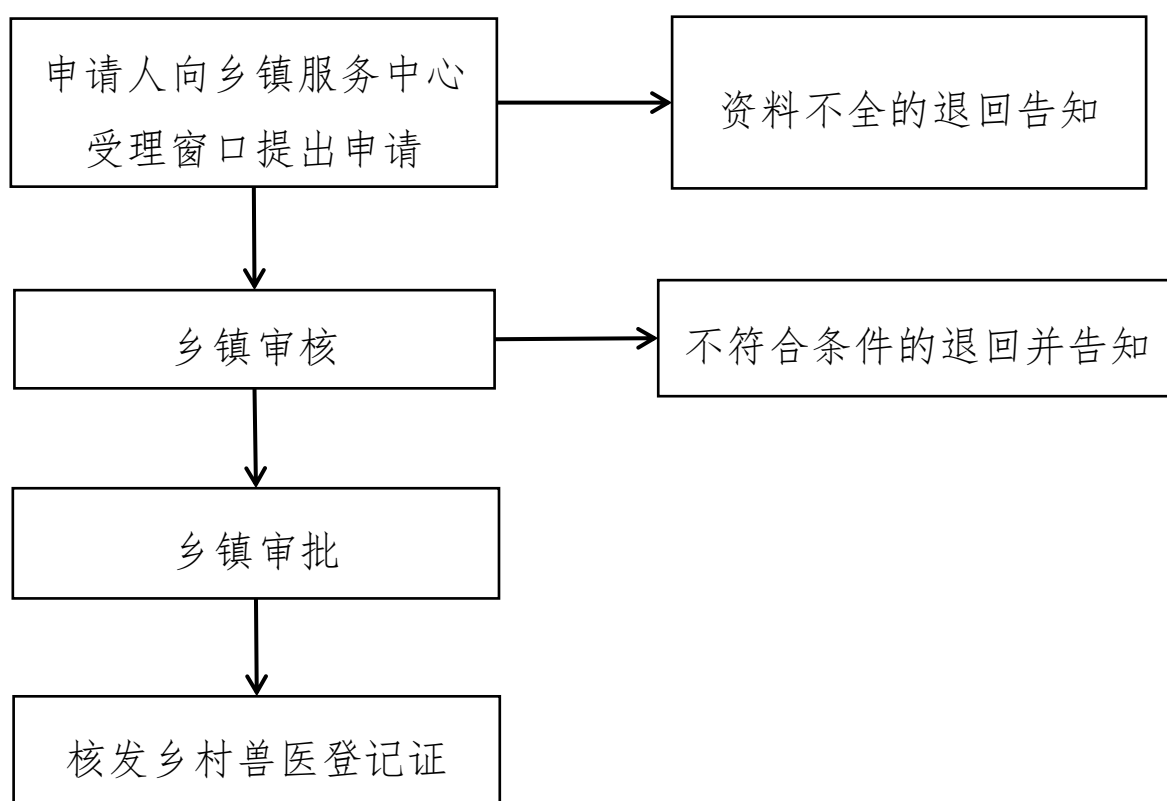 申请人向乡镇服务中心
受理窗口提出申请
资料不全的退回告知
乡镇审核
不符合条件的退回并告知
乡镇审批
核发乡村兽医登记证